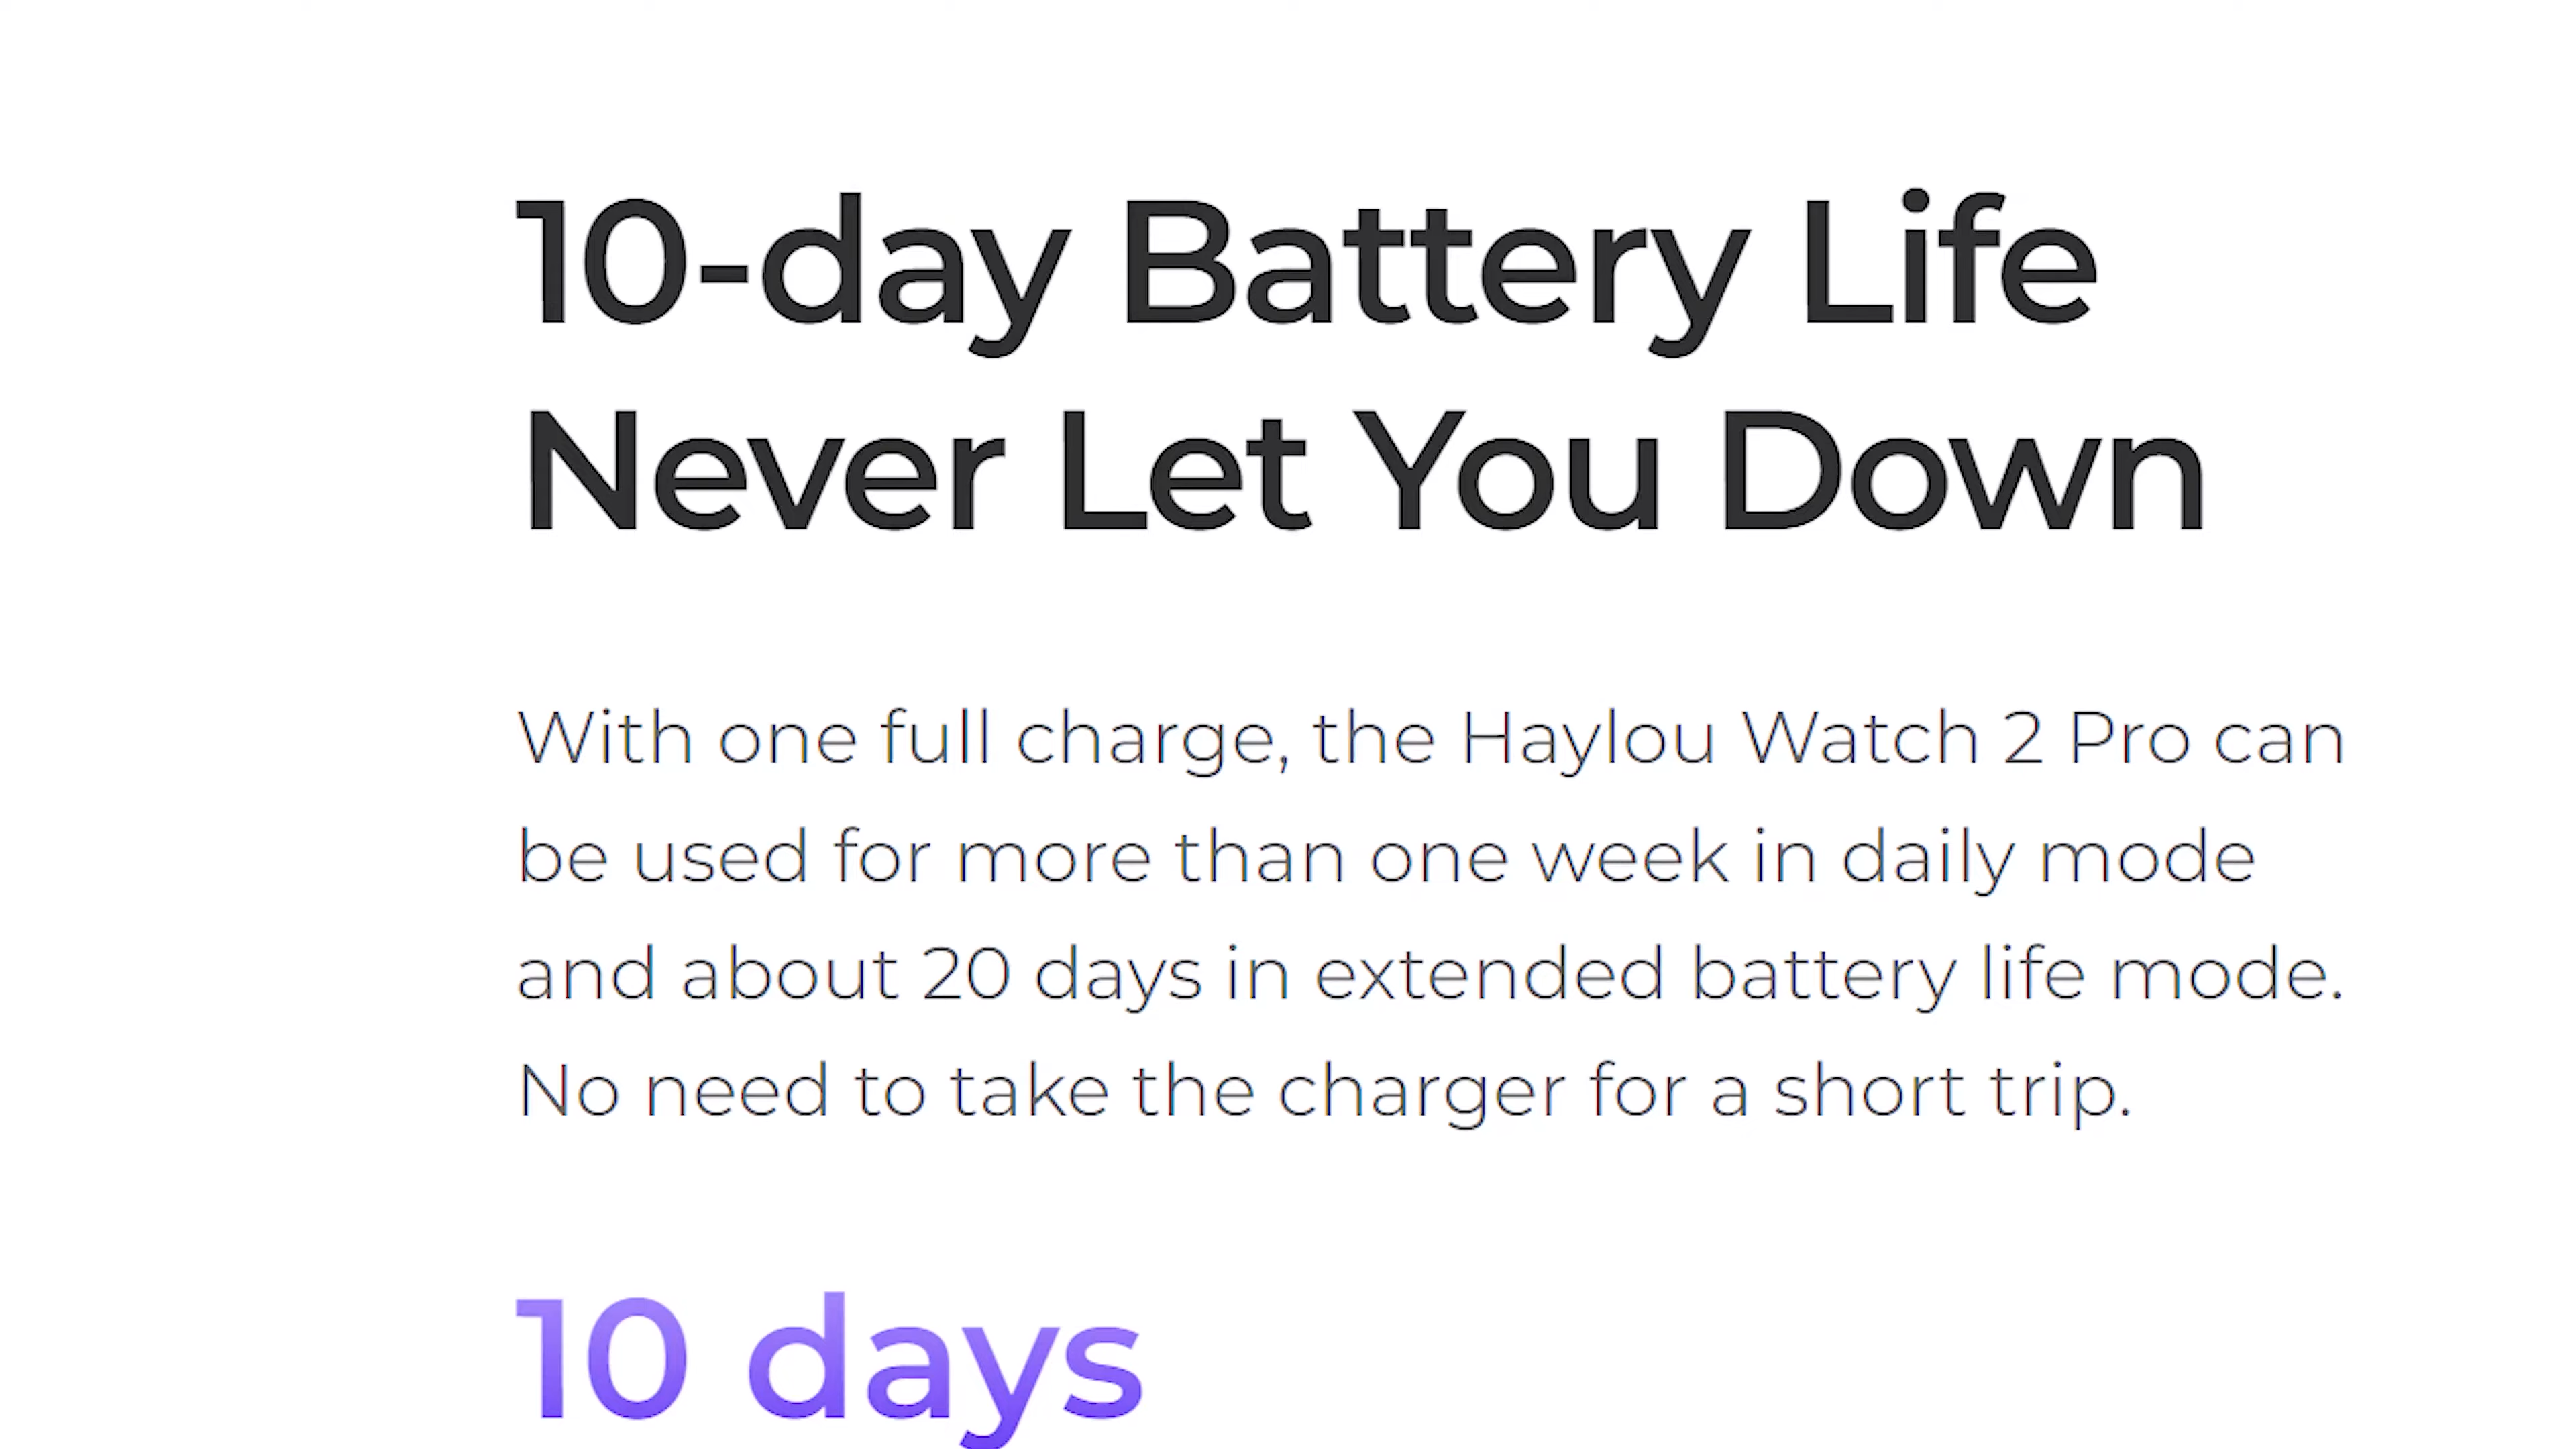 10-day Battery Life
Never Let You Down
With one full charge, the Haylou Watch 2 Pro can
be used for more than one week in daily mode
and about 20 days in extended battery life mode.
No need to take the charger for a short trip.
10 days